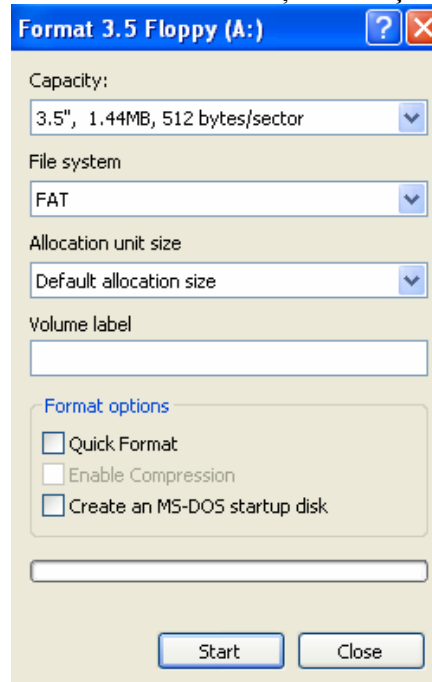 Format 3.5 Floppy (A:)
Capacity:
3.5", 1.44MB, 512 bytes/sector
File system
FAT
Allocation unit size
Default allocation size
Volume label
Format options
Quick Format
Enable Compression
Create an MS-DOS startup disk
Start Close